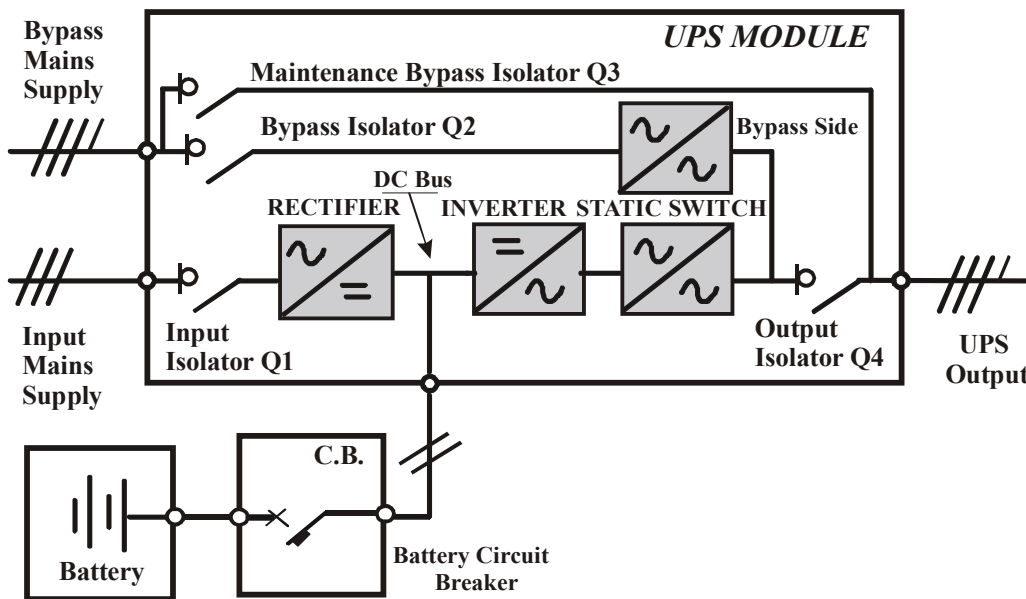 Bypass
Mains
Supply
UPS MODULE
Maintenance Bypass Isolator Q3
Bypass Isolator Q2
Bypass Side
DC Bus
RECTIFIER
INVERTER
STATIC SWITCH
Input
Mains
Supply
Input
Isolator Q1
Output
Isolator Q4
UPS
Output
C.B.
Battery
Battery Circuit
Breaker